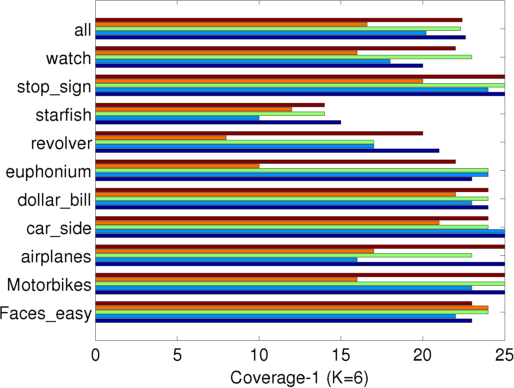 all
watch
stop_sign
starfish
revolver
euphonium
dollar_bill
car_side
airplanes
Motorbikes
Faces_easy
0 5 10 15 20 25
Coverage-1 (K=6)